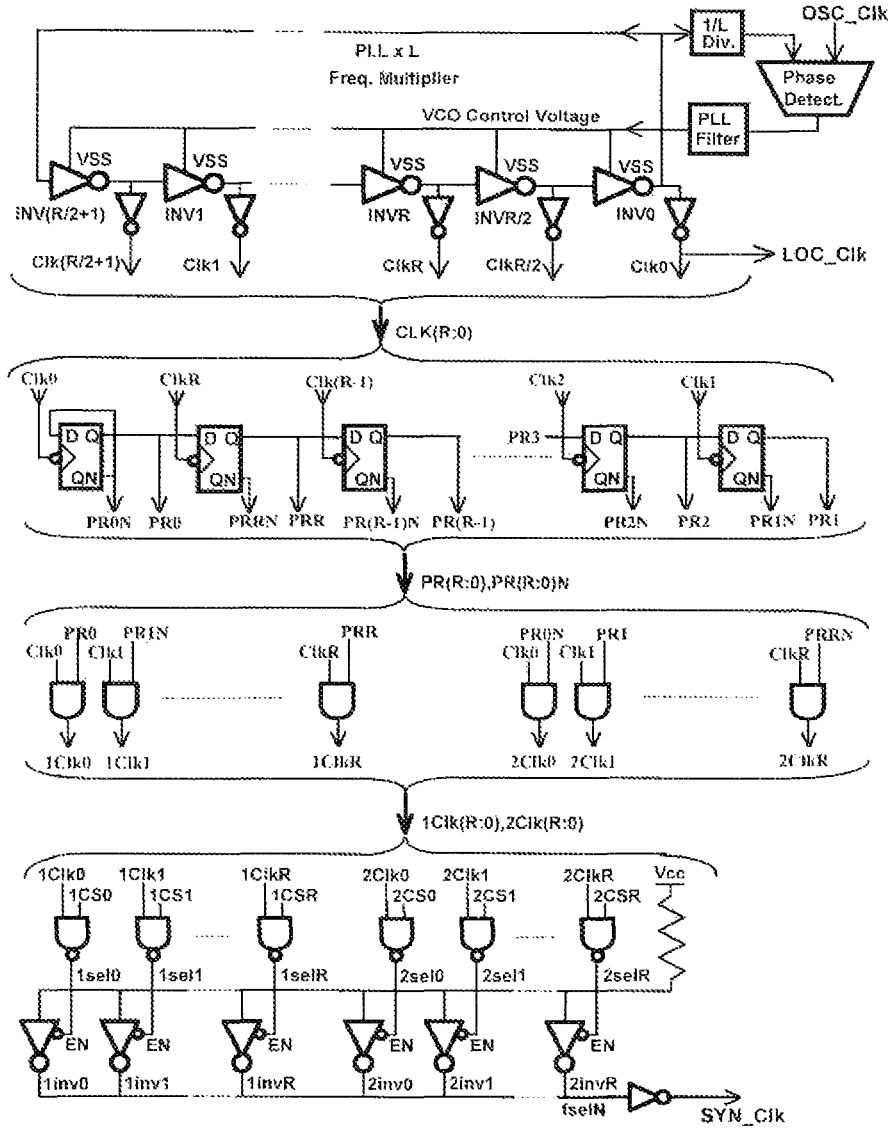 OSC_Clk
1/L
Div.
PLL x L
Freq. Multiplier
Phase
Detect.
VCO Control Voltage
PLL
Filter
VSS VSS VSS VSS VSS
INV(R/2+1) INV1 INVR INVR/2 INV0
Clk(R/2+1) Clk1 ClkR ClkR/2 Clk0 LOC_Clk
CLK(R:0)
Clk0 ClkR Clk(R-1) Clk2 Clk1
D Q D Q D Q PR3 D Q D Q
QN QN QN QN QN
PR0N PR0 PRRN PRR PR(R-1)N PR(R-1) PR2N PR2 PR1N PR1
PR(R:0),PR(R:0)N
PR0 PR1N PRR PR0N PR1 PRRN
Clk0 Clk1 ClkR Clk0 Clk1 ClkR
1Clk0 1Clk1 1ClkR 2Clk0 2Clk1 2ClkR
1Clk(R:0),2Clk(R:0)
1Clk0 1Clk1 1ClkR 2Clk0 2Clk1 2ClkR Vcc
1CS0 1CS1 1CSR 2CS0 2CS1 2CSR
1sel0 1sel1 1selR 2sel0 2sel1 2selR
EN EN EN EN EN EN
1inv0 1inv1 1invR 2inv0 2inv1 2invR
fselN
SYN_Clk